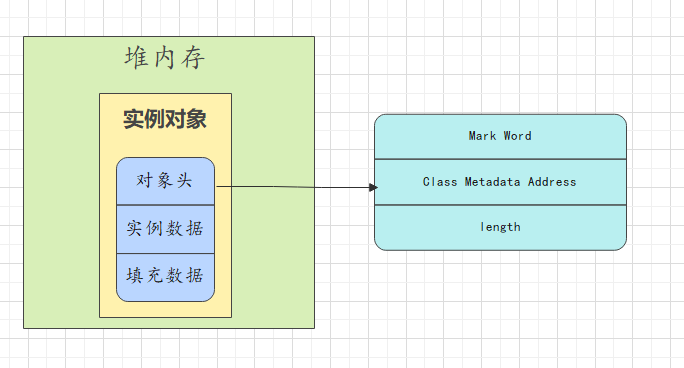 堆内存
实例对象
对象头
实例数据
填充数据
Mark Word
Class Metadata Address
length